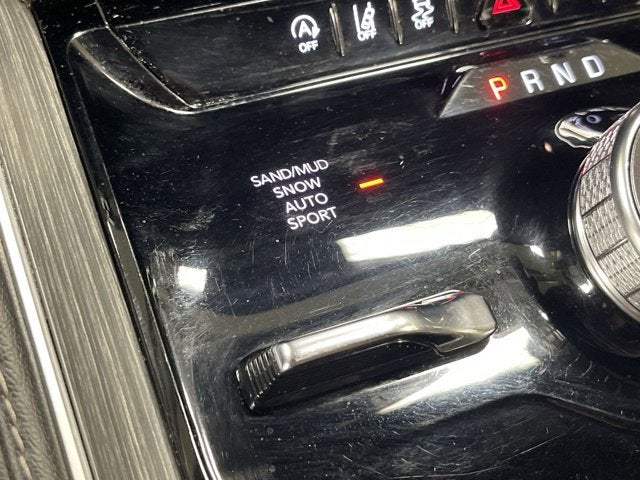 A OFF OFF OFF
P R N D
SAND/MUD
SNOW
AUTO
SPORT